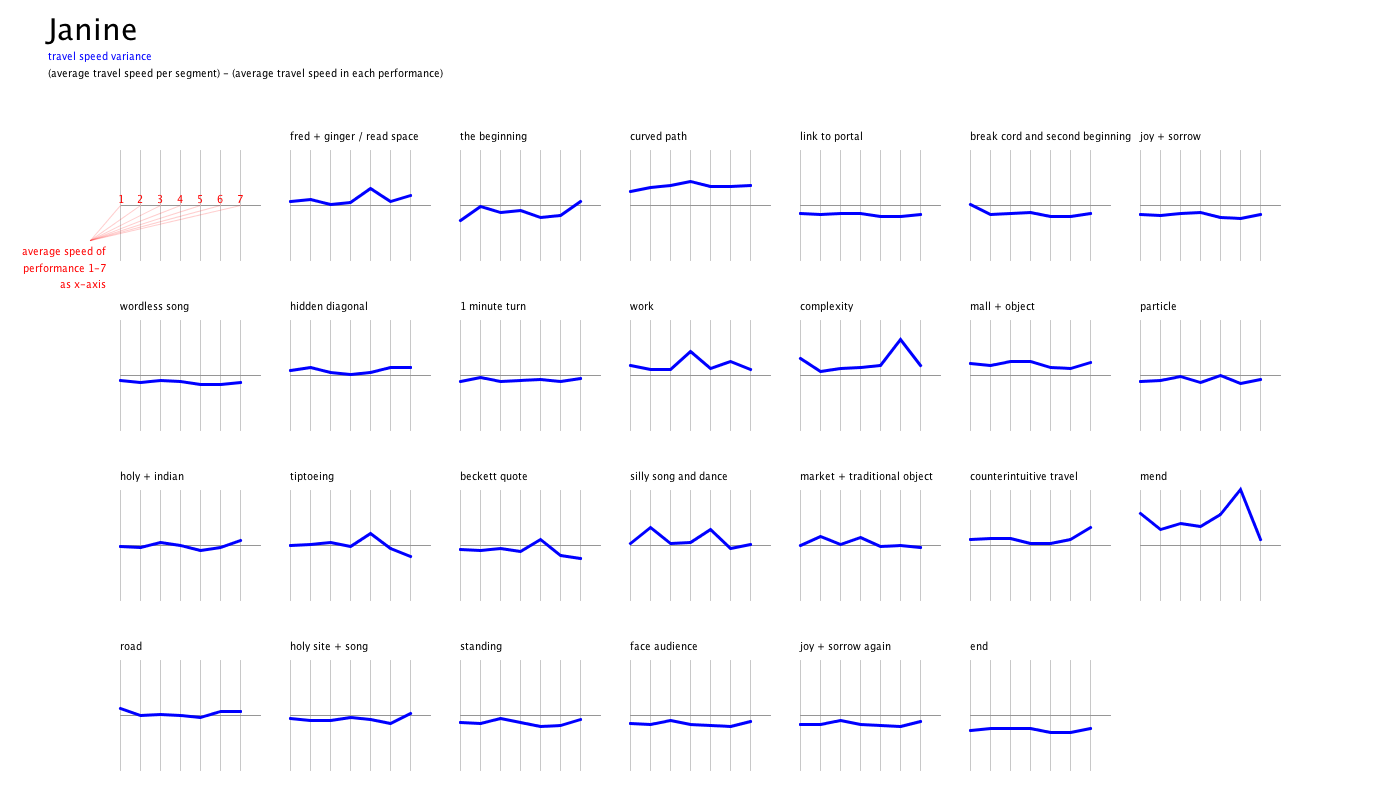 Janine
travel speed variance
(average travel speed per segment) - (average travel speed in each performance)
fred + ginger / read space
the beginning
curved path
link to portal
break cord and second beginning
joy + sorrow
1 2 3 4 5 6 7
average speed of
performance 1-7
as x-axis
wordless song
hidden diagonal
1 minute turn
work
complexity
mall + object
particle
holy + indian
tiptoeing
beckett quote
silly song and dance
market + traditional object
counterintuitive travel
mend
road
holy site + song
standing
face audience
joy + sorrow again
end